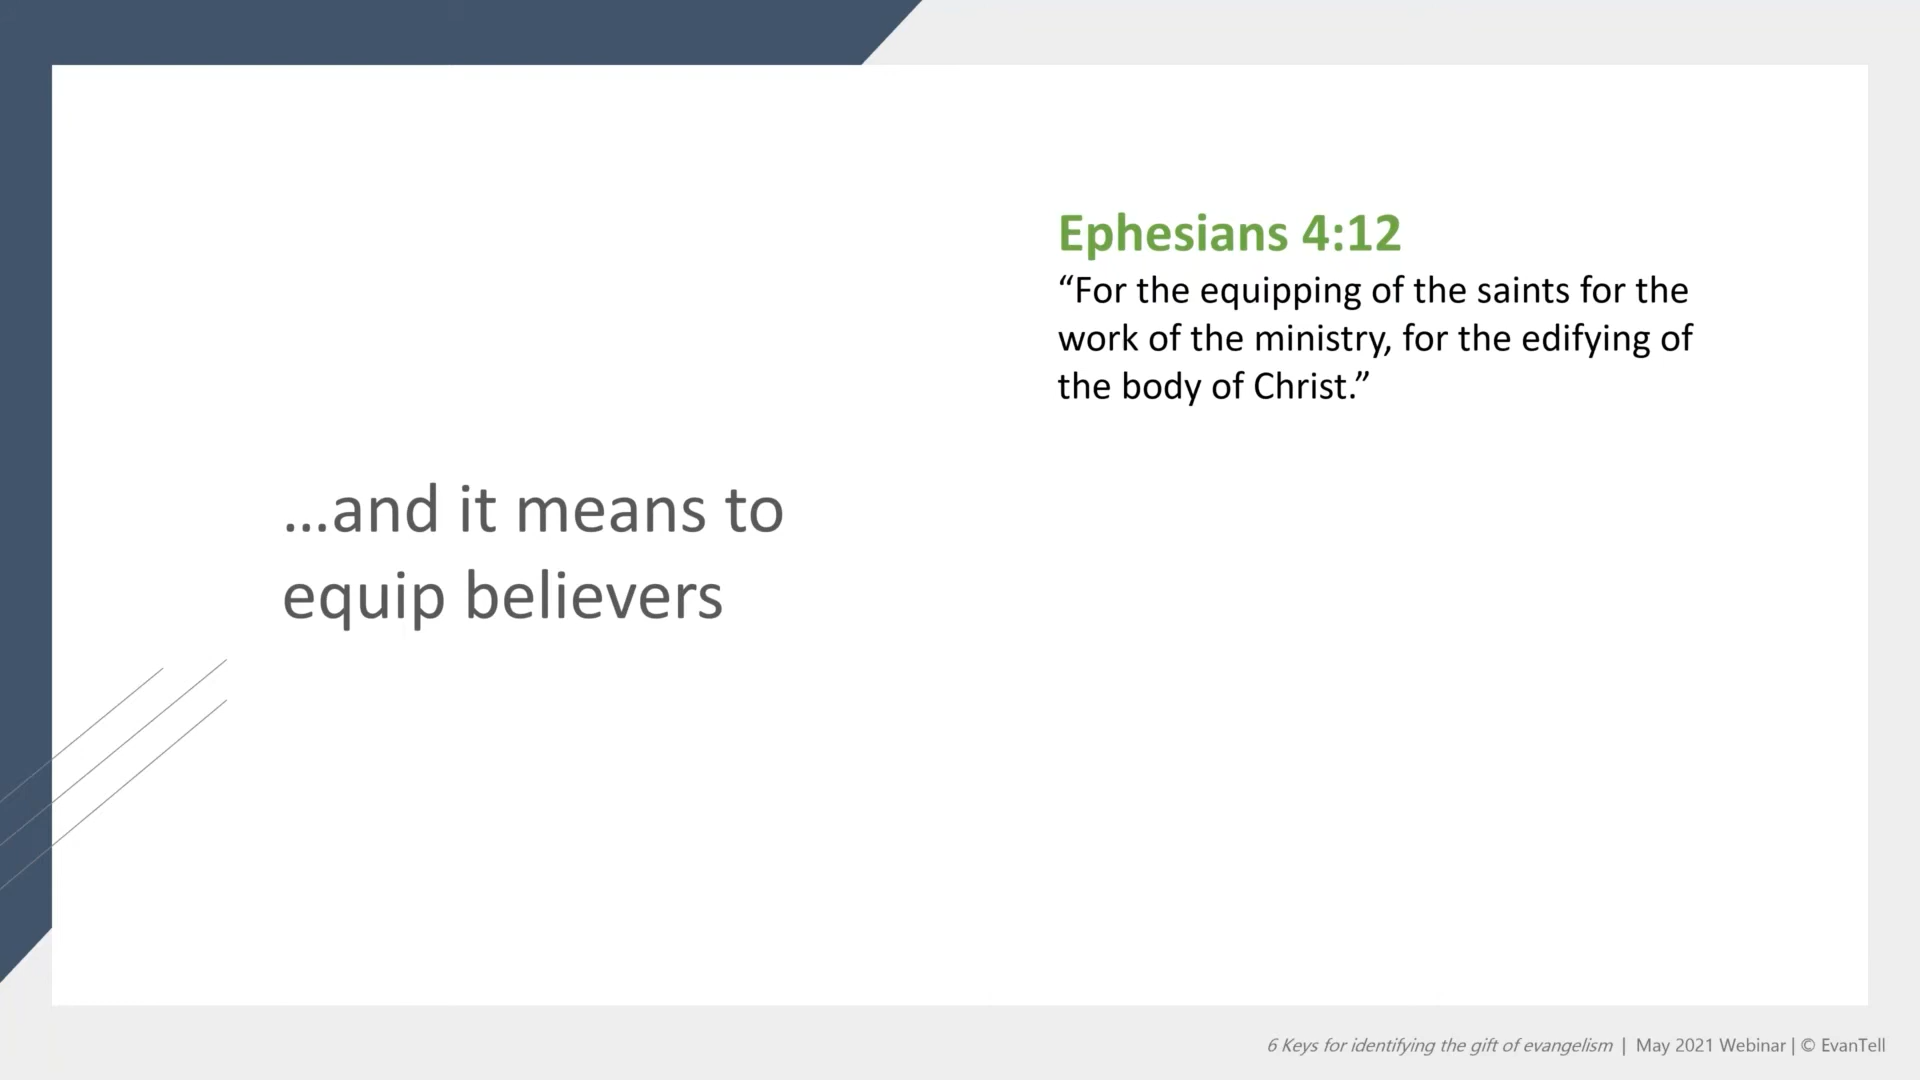 …and it means to
equip believers
Ephesians 4:12
“For the equipping of the saints for the
work of the ministry, for the edifying of
the body of Christ.”
6 Keys for identifying the gift of evangelism | May 2021 Webinar | © EvanTell